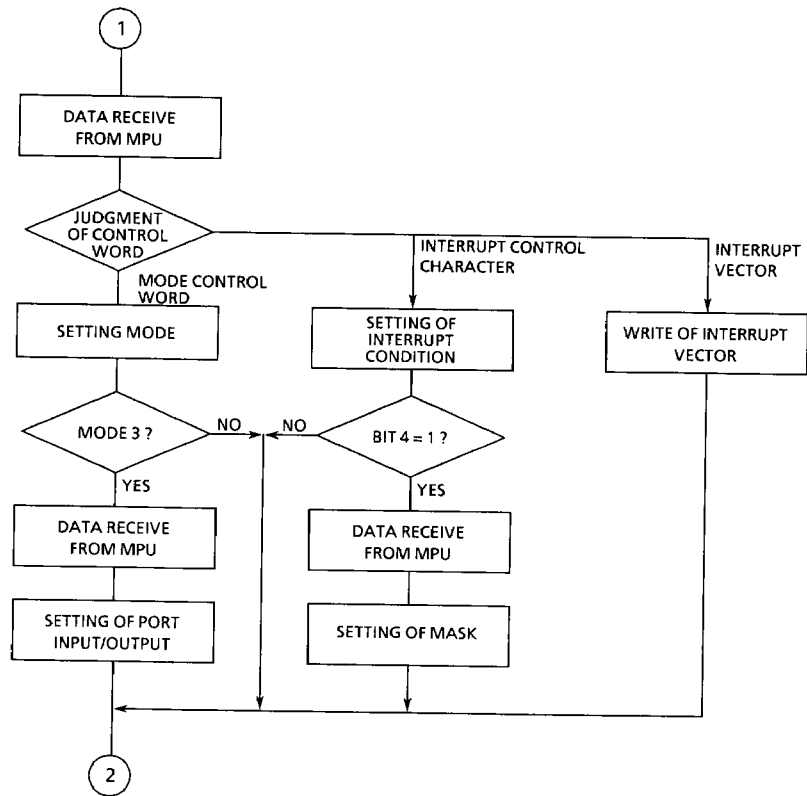 1
DATA RECEIVE
FROM MPU
JUDGMENT
OF CONTROL
WORD
MODE CONTROL
WORD
INTERRUPT CONTROL
CHARACTER
INTERRUPT
VECTOR
SETTING MODE
SETTING OF
INTERRUPT
CONDITION
WRITE OF INTERRUPT
VECTOR
MODE 3 ?
NO
NO
BIT 4 = 1 ?
YES
YES
DATA RECEIVE
FROM MPU
DATA RECEIVE
FROM MPU
SETTING OF PORT
INPUT/OUTPUT
SETTING OF MASK
2